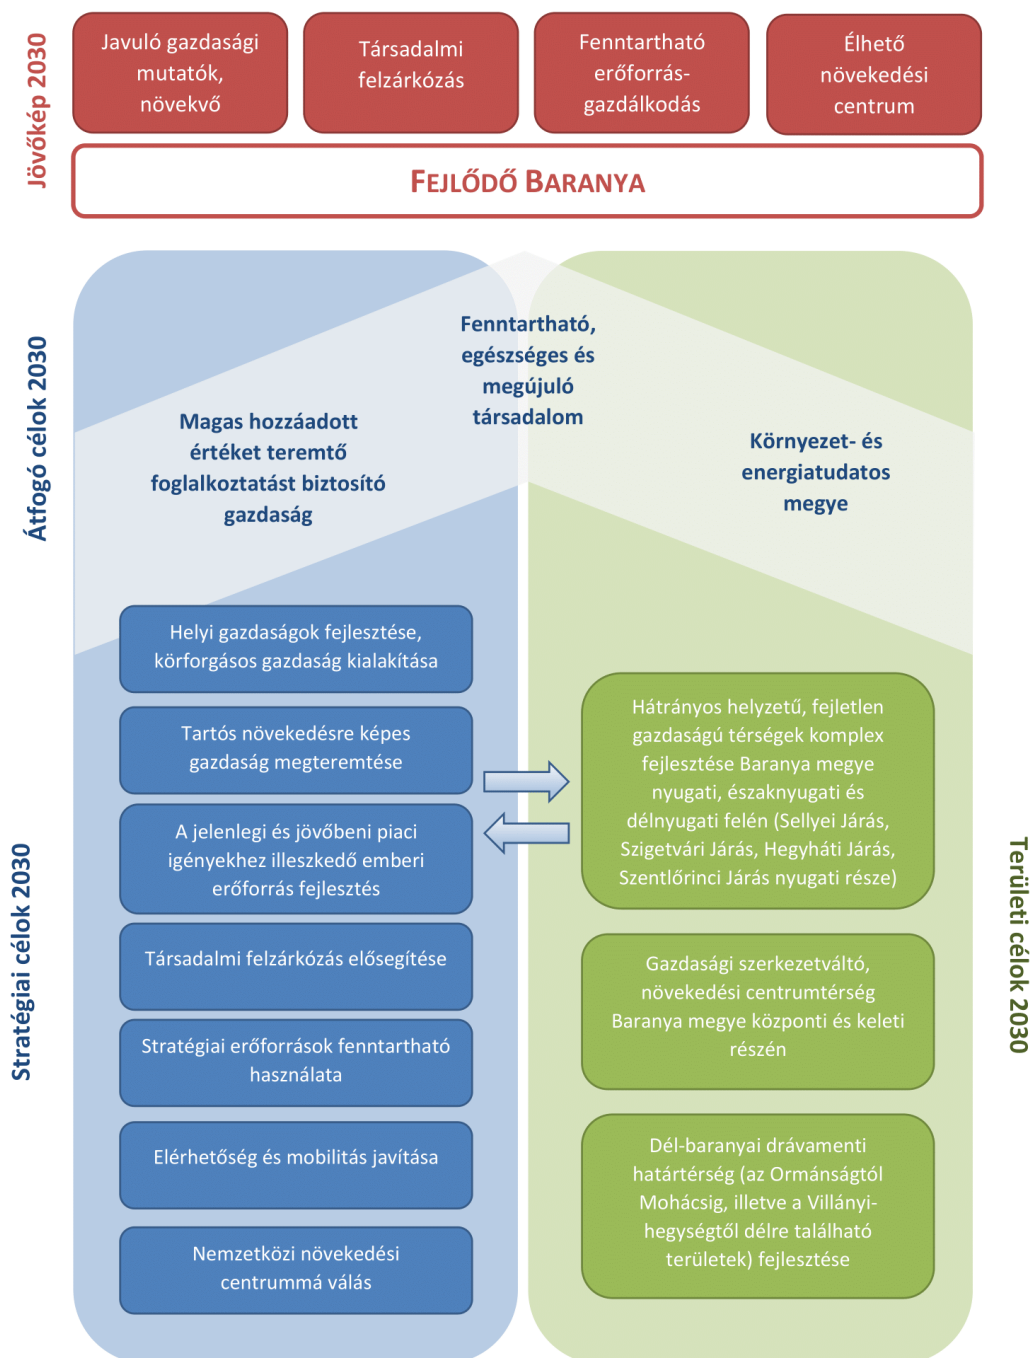 Jövőkép 2030
Javuló gazdasági
mutatók,
növekvő
Társadalmi
felzárkózás
Fenntartható
erőforrás-
gazdálkodás
Élhető
növekedési
centrum
FEJLŐDŐ BARANYA
Átfogó célok 2030
Magas hozzáadott
értéket teremtő
foglalkoztatást biztosító
gazdaság
Fenntartható,
egészséges és
megújuló
társadalom
Környezet- és
energiatudatos
megye
Stratégiai célok 2030
Helyi gazdaságok fejlesztése,
körforgásos gazdaság kialakítása
Tartós növekedésre képes
gazdaság megteremtése
A jelenlegi és jövőbeni piaci
igényekhez illeszkedő emberi
erőforrás fejlesztés
Társadalmi felzárkózás elősegítése
Stratégiai erőforrások fenntartható
használata
Elérhetőség és mobilitás javítása
Nemzetközi növekedési
centrummá válás
Területi célok 2030
Hátrányos helyzetű, fejletlen
gazdaságú térségek komplex
fejlesztése Baranya megye
nyugati, északnyugati és
délnyugati felén (Sellyei Járás,
Szigetvári Járás, Hegyháti Járás,
Szentlőrinci Járás nyugati része)
Gazdasági szerkezetváltó,
növekedési centrumtérség
Baranya megye központi és keleti
részén
Dél-baranyai drávamenti
határtérség (az Ormánságtól
Mohácsig, illetve a Villányi-
hegységtől délre található
területek) fejlesztése